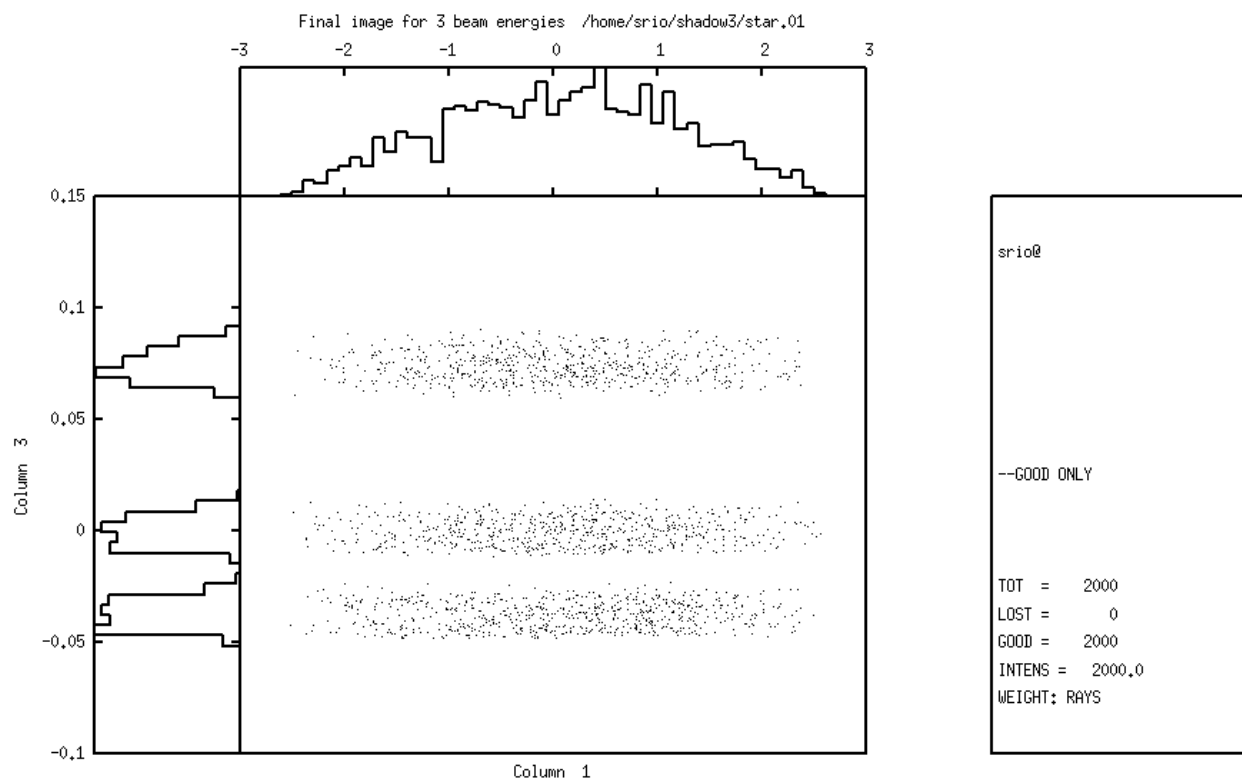 Final image for 3 beam energies /home/srio/shadow3/star.01
-3 -2 -1 0 1 2 3
0.15
srio@
0.1
0.05
--GOOD ONLY
Column 3
0
TOT = 2000
LOST = 0
-0.05
GOOD = 2000
INTENS = 2000.0
WEIGHT: RAYS
-0.1
Column 1